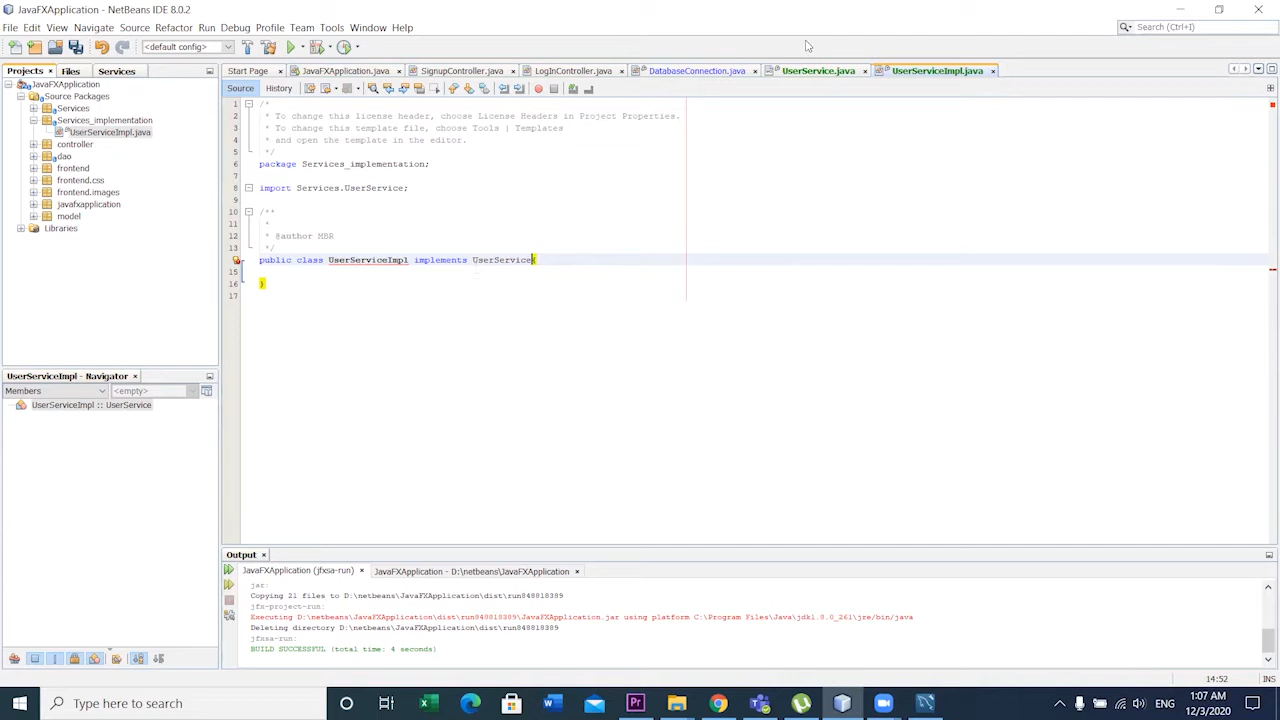 JavaFXApplication - NetBeans IDE 8.0.2
File Edit View Navigate Source Refactor Run Debug Profile Team Tools Window Help
Search (Ctrl+I)
<default config>
Projects Files Services
Start Page JavaFXApplication.java SignupController.java LogInController.java DatabaseConnection.java UserService.java UserServiceImpl.java
Source History
JavaFXApplication
Source Packages
Services
Services_implementation
UserServiceImpl.java
controller
dao
frontend
frontend.css
frontend.images
javafxapplication
model
Libraries
1 /*
2 * To change this license header, choose License Headers in Project Properties.
3 * To change this template file, choose Tools | Templates
4 * and open the template in the editor.
5 */
6 package Services_implementation;
7
8 import Services.UserService;
9
10 /**
11 *
12 * @author MBR
13 */
public class UserServiceImpl implements UserService{
15
16 }
17
UserServiceImpl - Navigator
Members <empty>
UserServiceImpl :: UserService
Output
JavaFXApplication (jfxsa-run) JavaFXApplication - D:\netbeans\JavaFXApplication
jar:
Copying 21 files to D:\netbeans\JavaFXApplication\dist\run848818389
jfx-project-run:
Executing D:\netbeans\JavaFXApplication\dist\run848818389\JavaFXApplication.jar using platform C:\Program Files\Java\jdk1.8.0_261\jre/bin/java
Deleting directory D:\netbeans\JavaFXApplication\dist\run848818389
jfxsa-run:
BUILD SUCCESSFUL (total time: 4 seconds)
14:52 INS
Type here to search
ENG
1:07 AM
12/3/2020